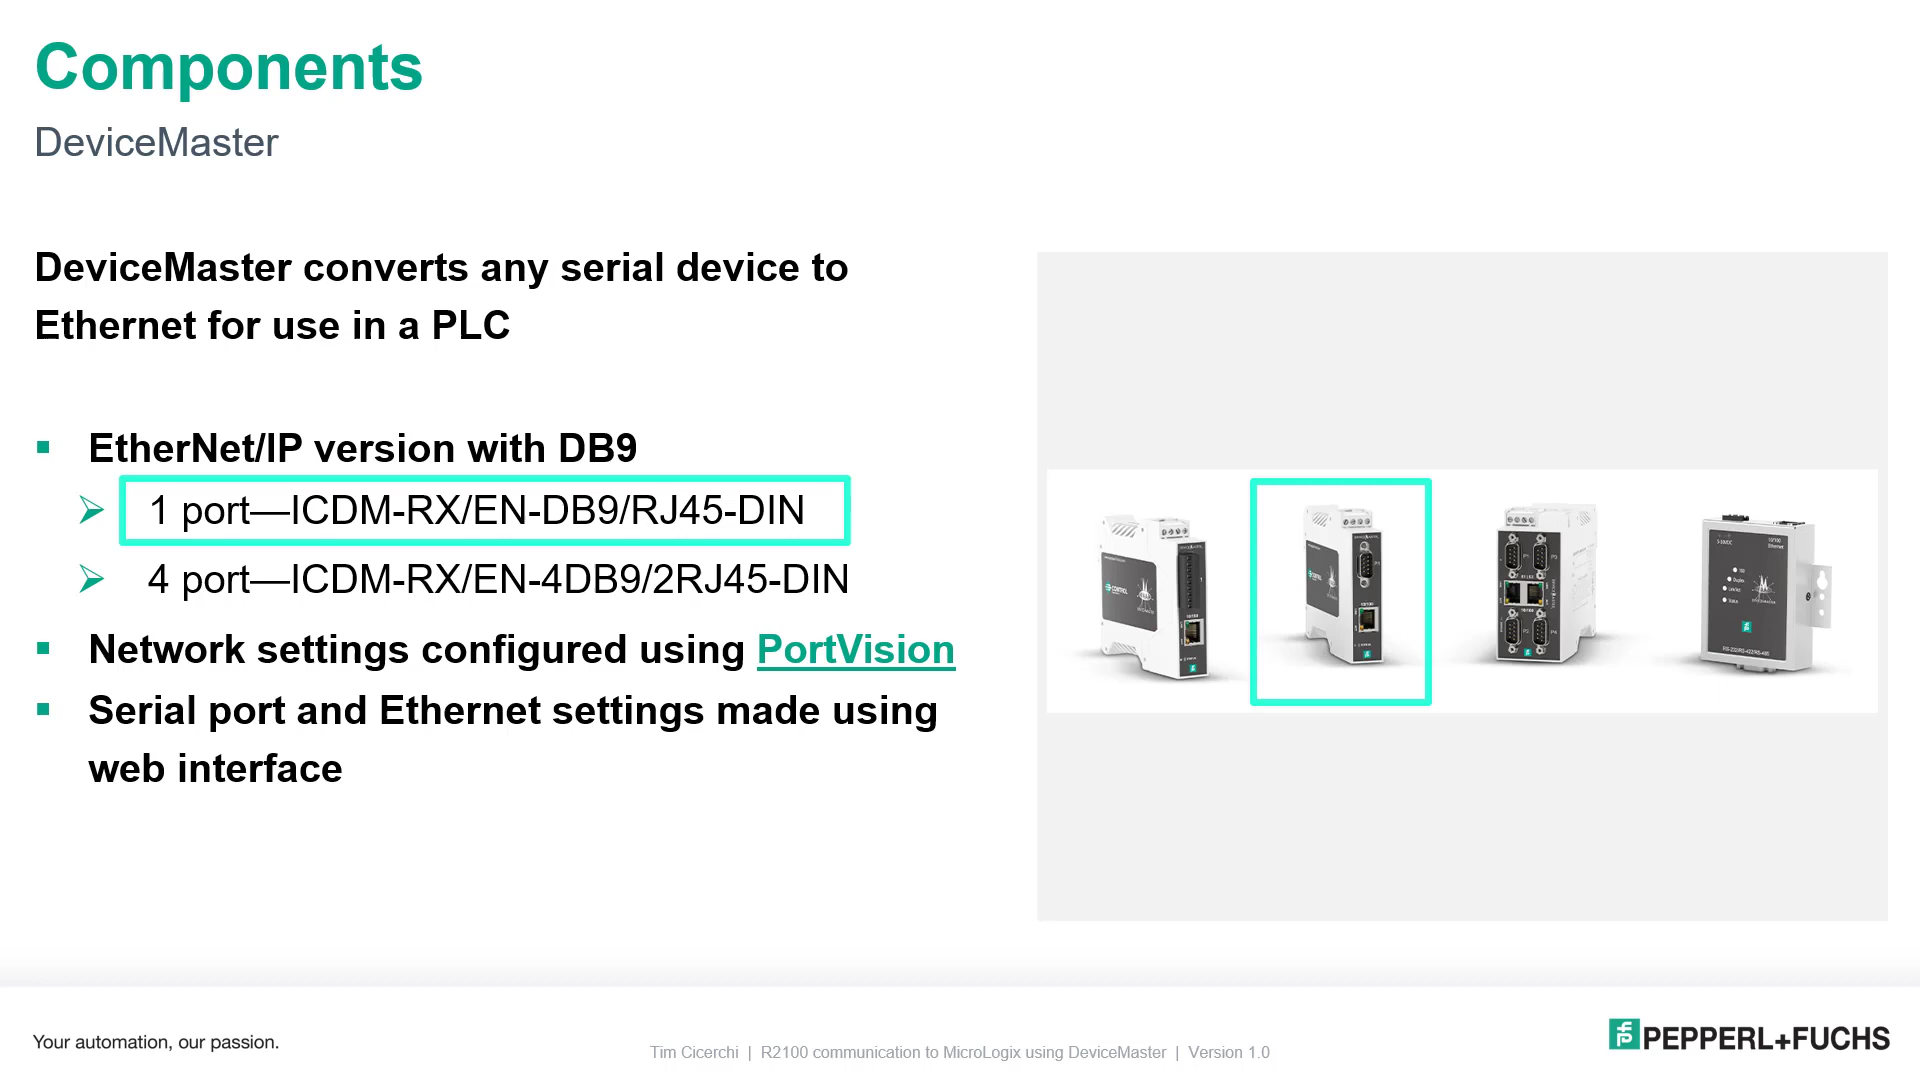 Components
DeviceMaster
DeviceMaster converts any serial device to
Ethernet for use in a PLC
EtherNet/IP version with DB9
1 port—ICDM-RX/EN-DB9/RJ45-DIN
4 port—ICDM-RX/EN-4DB9/2RJ45-DIN
Network settings configured using PortVision
Serial port and Ethernet settings made using
web interface
Your automation, our passion.
Tim Cicerchi | R2100 communication to MicroLogix using DeviceMaster | Version 1.0
PEPPERL+FUCHS